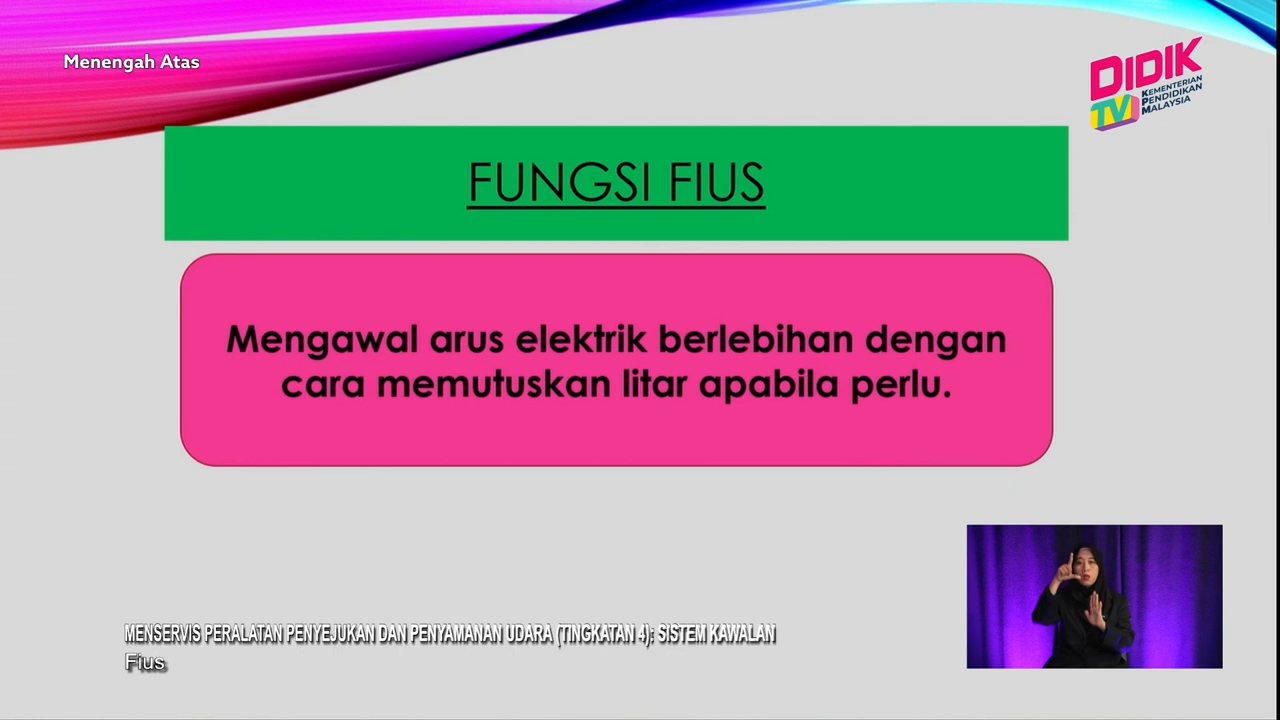 Menengah Atas
DIDIK
TV
KEMENTERIAN
PENDIDIKAN
MALAYSIA
FUNGSI FIUS
Mengawal arus elektrik berlebihan dengan
cara memutuskan litar apabila perlu.
MENSERVIS PERALATAN PENYEJUKAN DAN PENYAMANAN UDARA (TINGKATAN 4): SISTEM KAWALAN
Fius